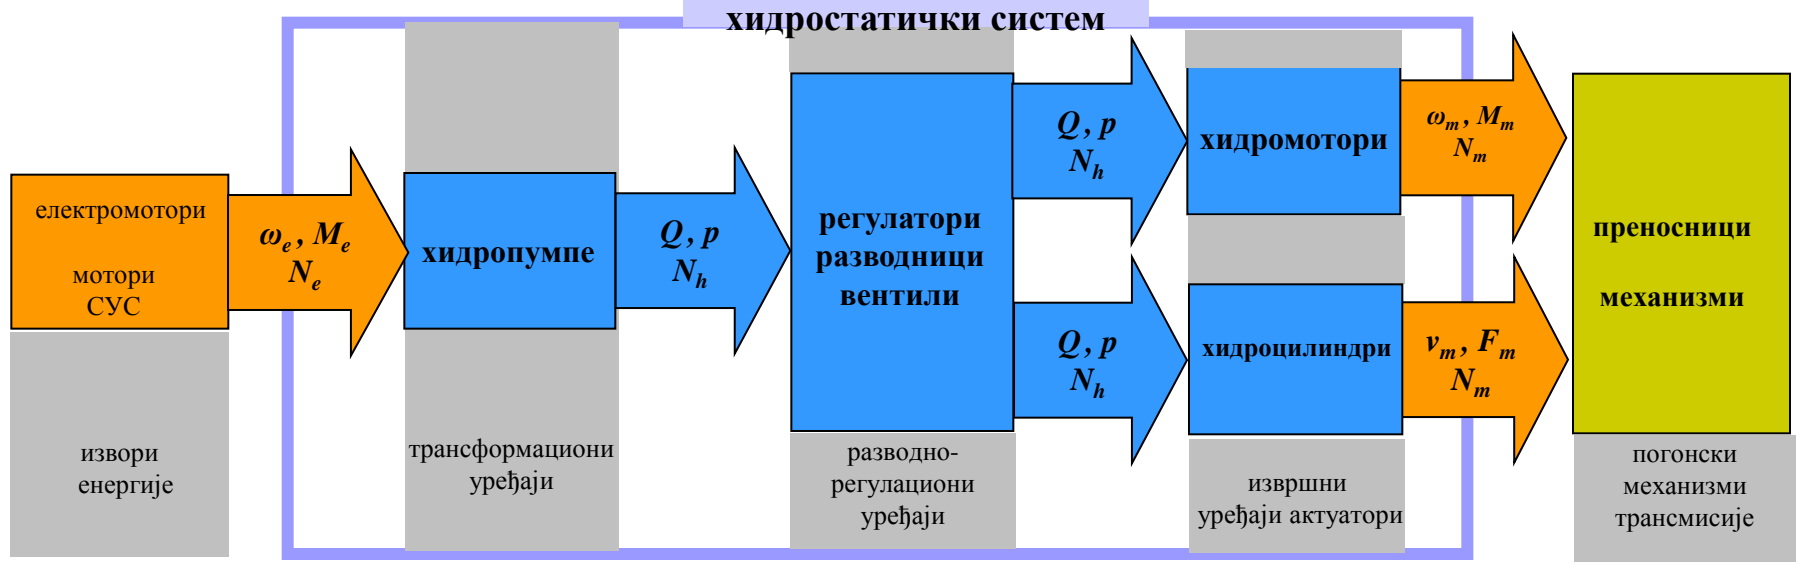 хидростатички систем
електромотори
мотори
СУС
ωe , Me
Ne
хидропумпе
Q , p
Nh
регулатори
разводници
вентили
Q , p
Nh
Q , p
Nh
хидромотори
хидроцилиндри
ωm , Mm
Nm
vm , Fm
Nm
преносници
механизми
извори
енергије
трансформациони
уређаји
разводно-
регулациони
уређаји
извршни
уређаји актуатори
погонски
механизми
трансмисије